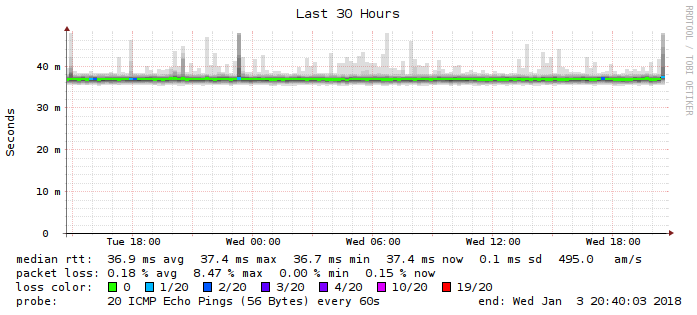 Last 30 Hours
RRDTOOL / TOBI OETIKER
Seconds
40 m
30 m
20 m
10 m
0
Tue 18:00 Wed 00:00 Wed 06:00 Wed 12:00 Wed 18:00
median rtt: 36.9 ms avg 37.4 ms max 36.7 ms min 37.4 ms now 0.1 ms sd 495.0 am/s
packet loss: 0.18 % avg 8.47 % max 0.00 % min 0.15 % now
loss color: 0 1/20 2/20 3/20 4/20 10/20 19/20
probe: 20 ICMP Echo Pings (56 Bytes) every 60s end: Wed Jan 3 20:40:03 2018